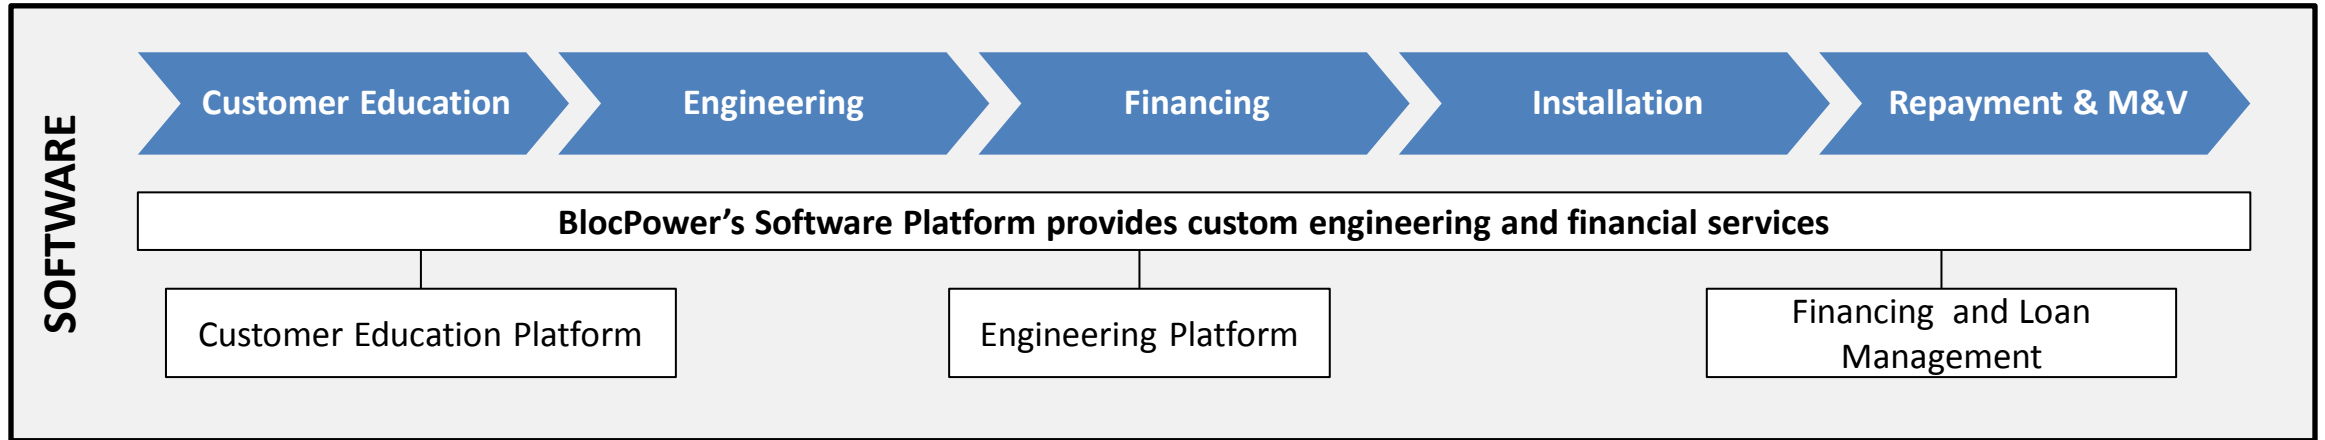 SOFTWARE
Customer Education
Engineering
Financing
Installation
Repayment & M&V
BlocPower’s Software Platform provides custom engineering and financial services
Customer Education Platform
Engineering Platform
Financing and Loan
Management